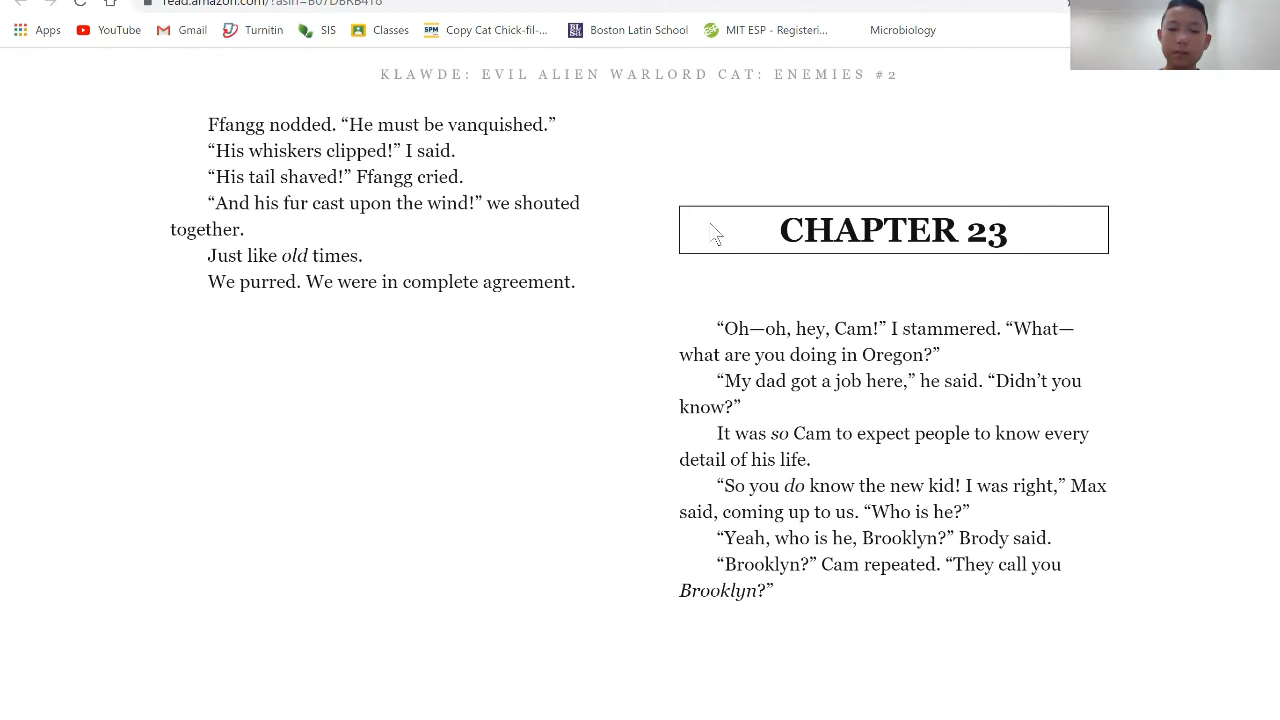 Apps YouTube Gmail Turnitin SIS Classes Copy Cat Chick-fil-... Boston Latin School MIT ESP - Registeri... Microbiology
KLAWDE: EVIL ALIEN WARLORD CAT: ENEMIES #2
Ffangg nodded. “He must be vanquished.”
“His whiskers clipped!” I said.
“His tail shaved!” Ffangg cried.
“And his fur cast upon the wind!” we shouted
together.
Just like old times.
We purred. We were in complete agreement.
CHAPTER 23
“Oh—oh, hey, Cam!” I stammered. “What—
what are you doing in Oregon?”
“My dad got a job here,” he said. “Didn’t you
know?”
It was so Cam to expect people to know every
detail of his life.
“So you do know the new kid! I was right,” Max
said, coming up to us. “Who is he?”
“Yeah, who is he, Brooklyn?” Brody said.
“Brooklyn?” Cam repeated. “They call you
Brooklyn?”